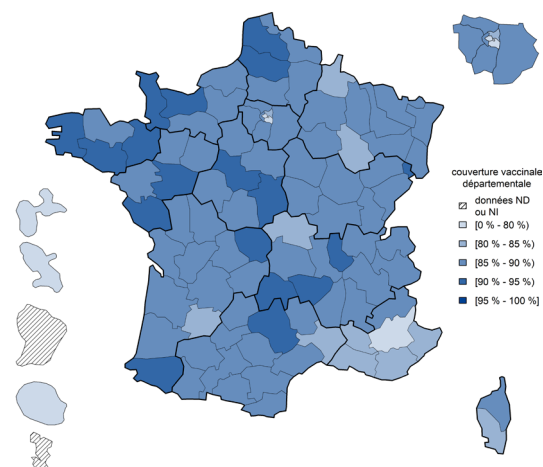 couverture vaccinale
départementale
données ND
ou NI
[0 % - 80 %)
[80 % - 85 %)
[85 % - 90 %)
[90 % - 95 %)
[95 % - 100 %]